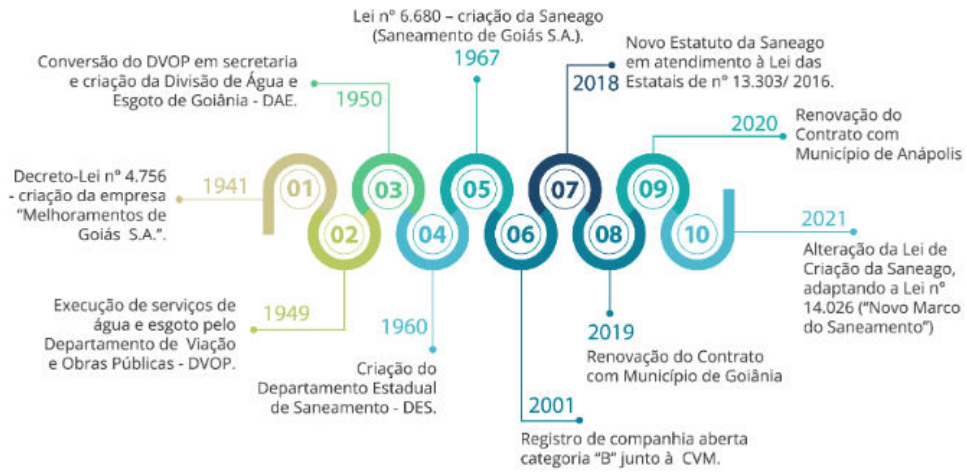 01
1941
Decreto-Lei n° 4.756
- criação da empresa
“Melhoramentos de
Goiás S.A.”.
02
1949
Execução de serviços de
água e esgoto pelo
Departamento de Viação
e Obras Públicas - DVOP.
03
1950
Conversão do DVOP em secretaria
e criação da Divisão de Água e
Esgoto de Goiânia - DAE.
04
1960
Criação do
Departamento Estadual
de Saneamento - DES.
05
Lei n° 6.680 – criação da Saneago
(Saneamento de Goiás S.A.).
1967
06
2001
Registro de companhia aberta
categoria “B” junto à CVM.
07
2018
Novo Estatuto da Saneago
em atendimento à Lei das
Estatais de n° 13.303/ 2016.
08
2019
Renovação do Contrato
com Município de Goiânia
09
2020
Renovação do
Contrato com
Município de Anápolis
10
2021
Alteração da Lei de
Criação da Saneago,
adaptando a Lei n°
14.026 (“Novo Marco
do Saneamento”)